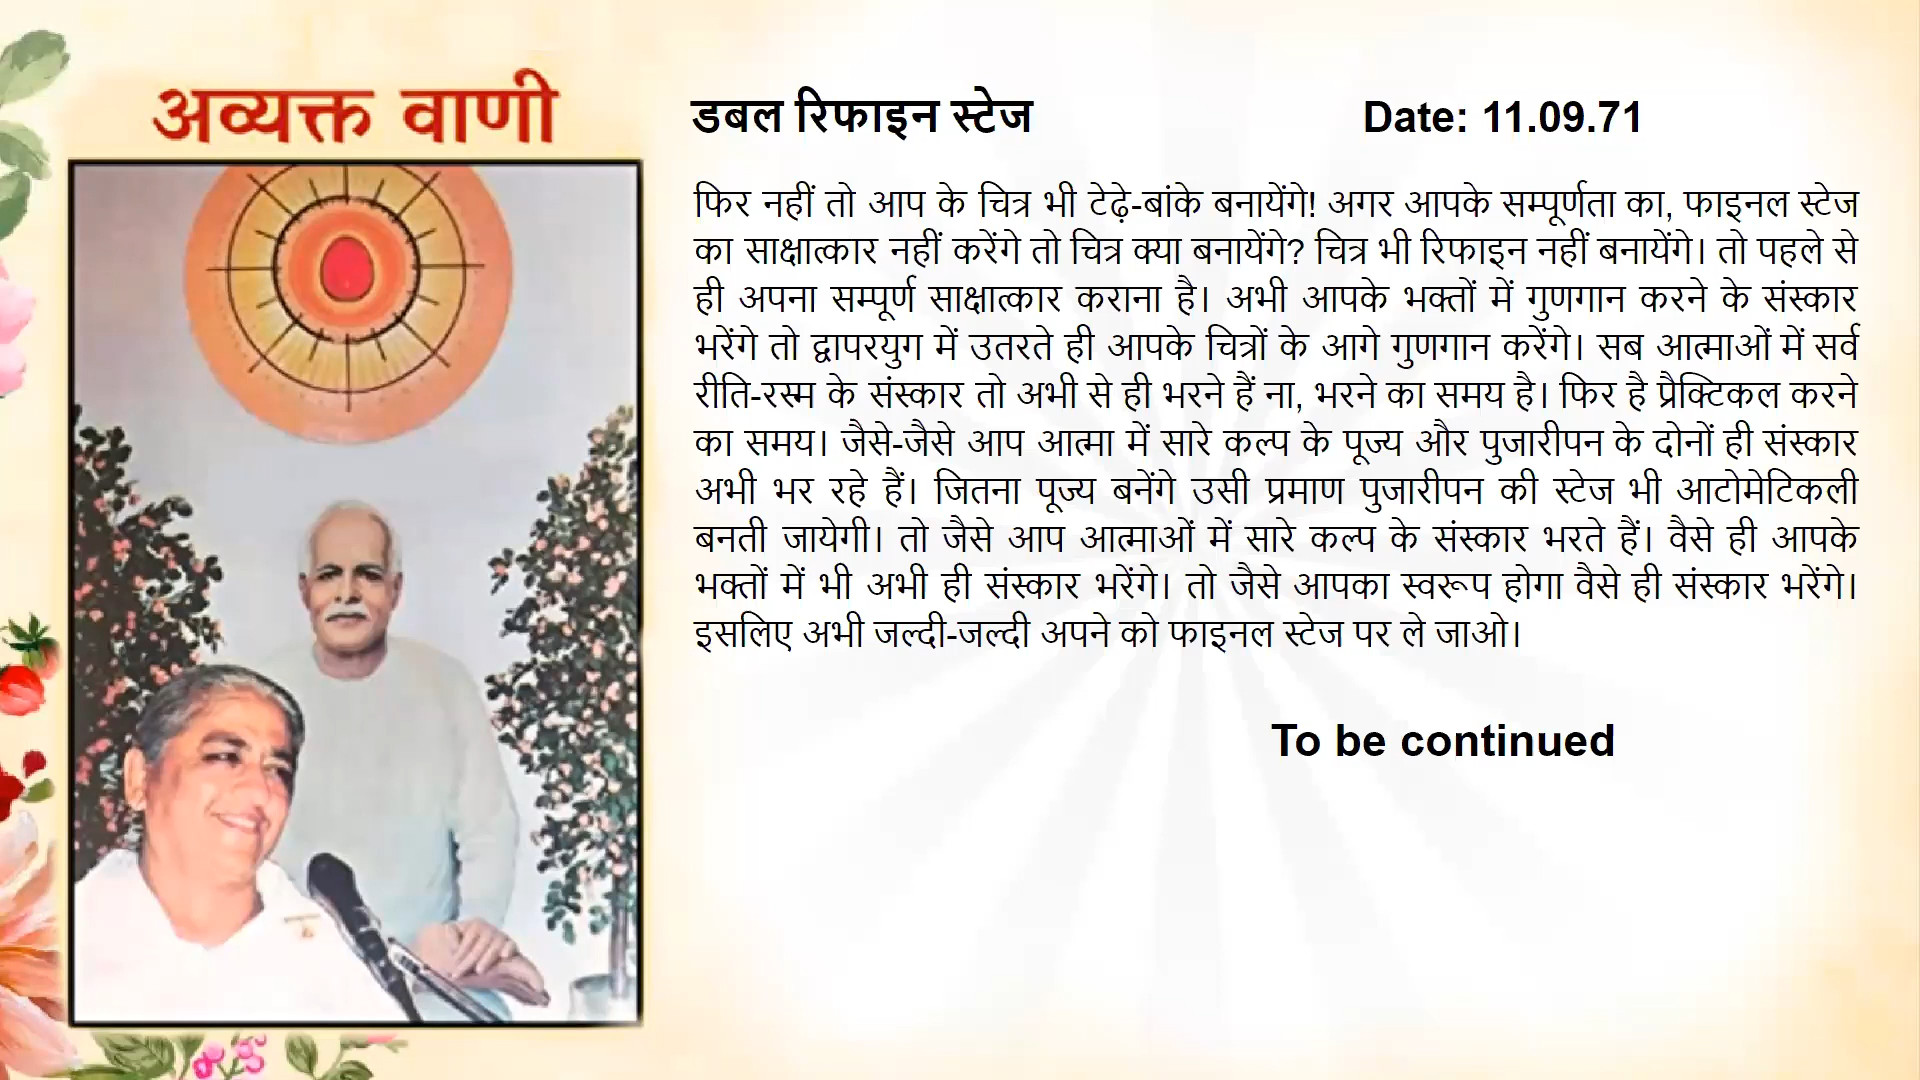 अव्यक्त वाणी
डबल रिफाइन स्टेज
Date: 11.09.71
फिर नहीं तो आप के चित्र भी टेढ़े-बांके बनायेंगे! अगर आपके सम्पूर्णता का, फाइनल स्टेज
का साक्षात्कार नहीं करेंगे तो चित्र क्या बनायेंगे? चित्र भी रिफाइन नहीं बनायेंगे। तो पहले से
ही अपना सम्पूर्ण साक्षात्कार कराना है। अभी आपके भक्तों में गुणगान करने के संस्कार
भरेंगे तो द्वापरयुग में उतरते ही आपके चित्रों के आगे गुणगान करेंगे। सब आत्माओं में सर्व
रीति-रस्म के संस्कार तो अभी से ही भरने हैं ना, भरने का समय है। फिर है प्रैक्टिकल करने
का समय। जैसे-जैसे आप आत्मा में सारे कल्प के पूज्य और पुजारीपन के दोनों ही संस्कार
अभी भर रहे हैं। जितना पूज्य बनेंगे उसी प्रमाण पुजारीपन की स्टेज भी आटोमेटिकली
बनती जायेगी। तो जैसे आप आत्माओं में सारे कल्प के संस्कार भरते हैं। वैसे ही आपके
भक्तों में भी अभी ही संस्कार भरेंगे। तो जैसे आपका स्वरूप होगा वैसे ही संस्कार भरेंगे।
इसलिए अभी जल्दी-जल्दी अपने को फाइनल स्टेज पर ले जाओ।
To be continued